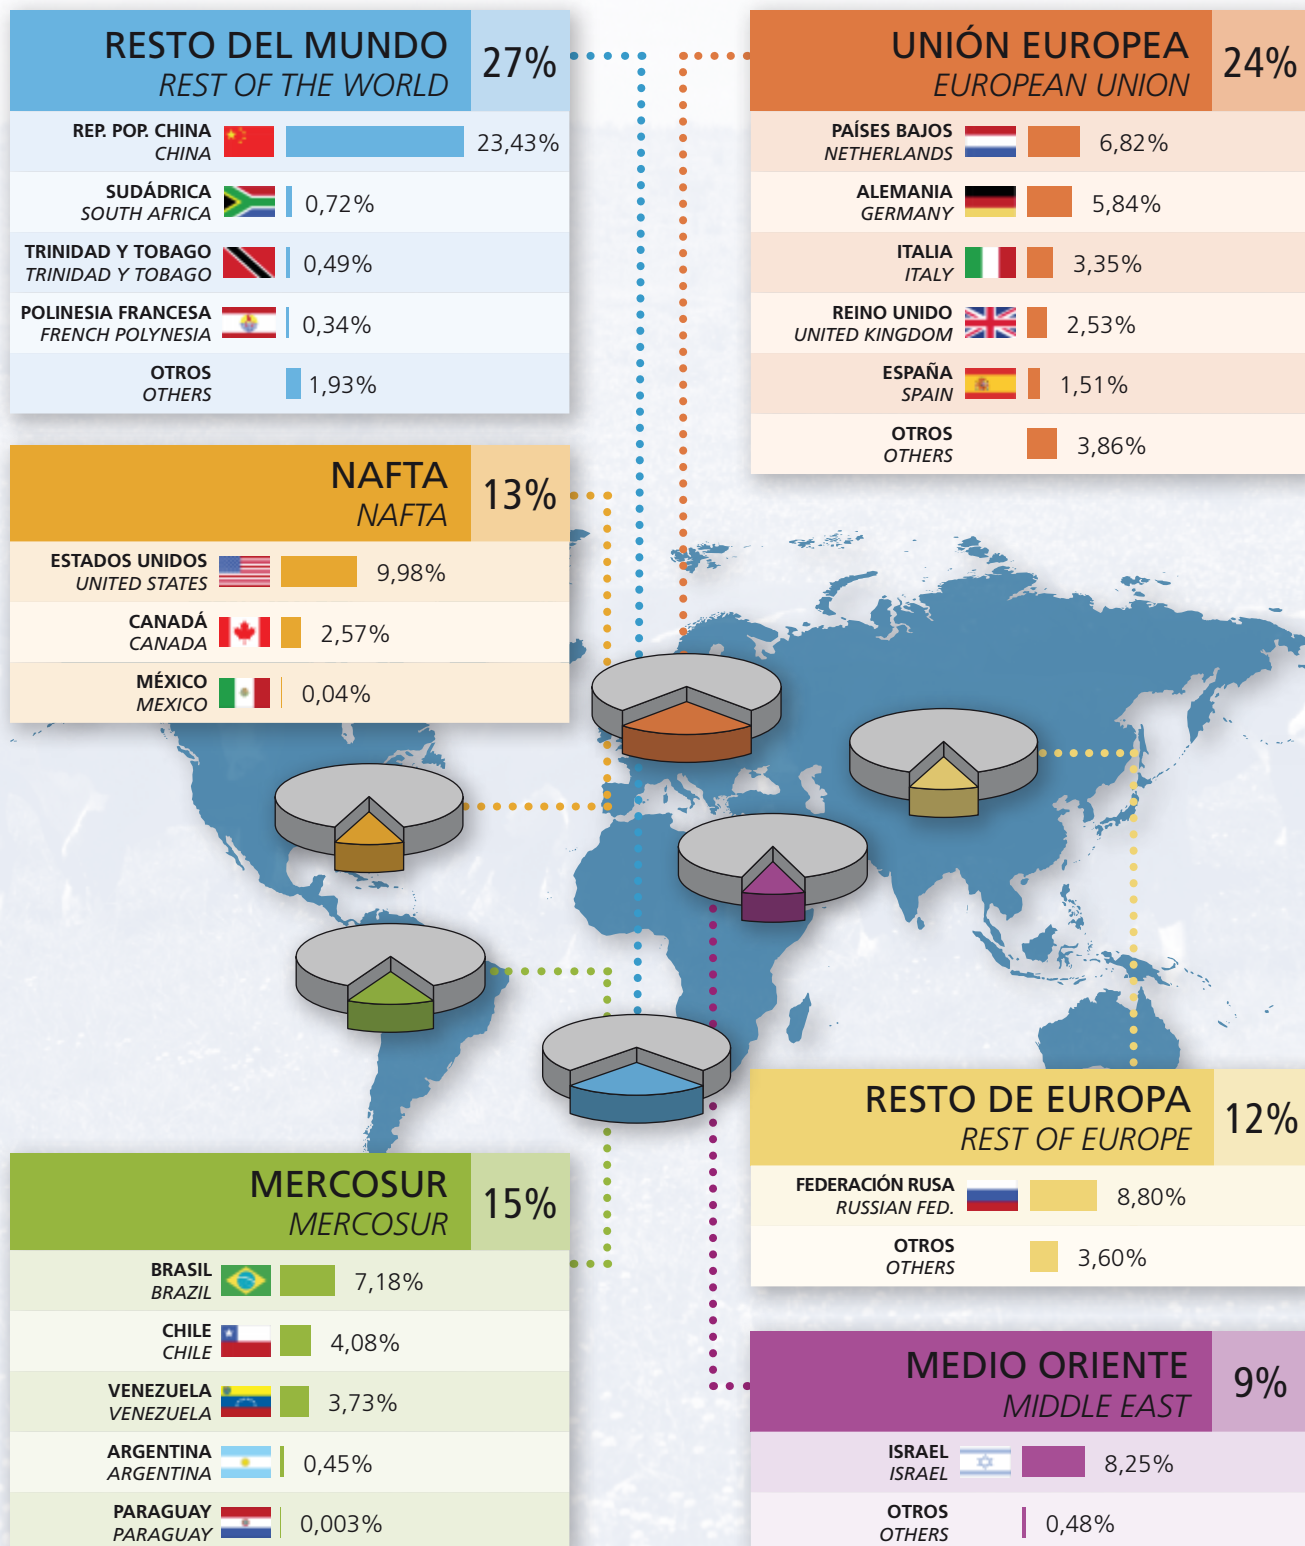 RESTO DEL MUNDO
REST OF THE WORLD
27%
REP. POP. CHINA
CHINA
23,43%
SUDÁDRICA
SOUTH AFRICA
0,72%
TRINIDAD Y TOBAGO
TRINIDAD Y TOBAGO
0,49%
POLINESIA FRANCESA
FRENCH POLYNESIA
0,34%
OTROS
OTHERS
1,93%
UNIÓN EUROPEA
EUROPEAN UNION
24%
PAÍSES BAJOS
NETHERLANDS
6,82%
ALEMANIA
GERMANY
5,84%
ITALIA
ITALY
3,35%
REINO UNIDO
UNITED KINGDOM
2,53%
ESPAÑA
SPAIN
1,51%
OTROS
OTHERS
3,86%
NAFTA
NAFTA
13%
ESTADOS UNIDOS
UNITED STATES
9,98%
CANADÁ
CANADA
2,57%
MÉXICO
MEXICO
0,04%
MERCOSUR
MERCOSUR
15%
BRASIL
BRAZIL
7,18%
CHILE
CHILE
4,08%
VENEZUELA
VENEZUELA
3,73%
ARGENTINA
ARGENTINA
0,45%
PARAGUAY
PARAGUAY
0,003%
RESTO DE EUROPA
REST OF EUROPE
12%
FEDERACIÓN RUSA
RUSSIAN FED.
8,80%
OTROS
OTHERS
3,60%
MEDIO ORIENTE
MIDDLE EAST
9%
ISRAEL
ISRAEL
8,25%
OTROS
OTHERS
0,48%